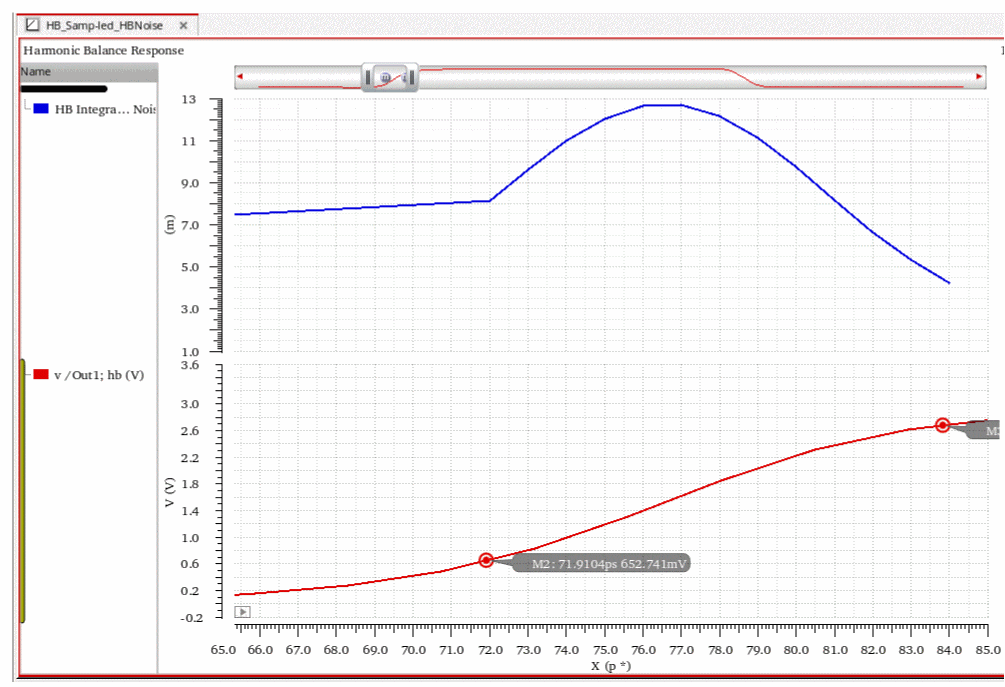 HB_Samp-led_HBNoise ×
Harmonic Balance Response
Name
HB Integra... Nois
13
11
9.0
7.0
5.0
3.0
1.0
(m)
v /Out1; hb (V)
3.6
3.0
2.6
2.2
1.8
1.4
1.0
0.6
0.2
-0.2
V (V)
M2: 71.9104ps 652.741mV
65.0 66.0 67.0 68.0 69.0 70.0 71.0 72.0 73.0 74.0 75.0 76.0 77.0 78.0 79.0 80.0 81.0 82.0 83.0 84.0 85.0
X (p *)